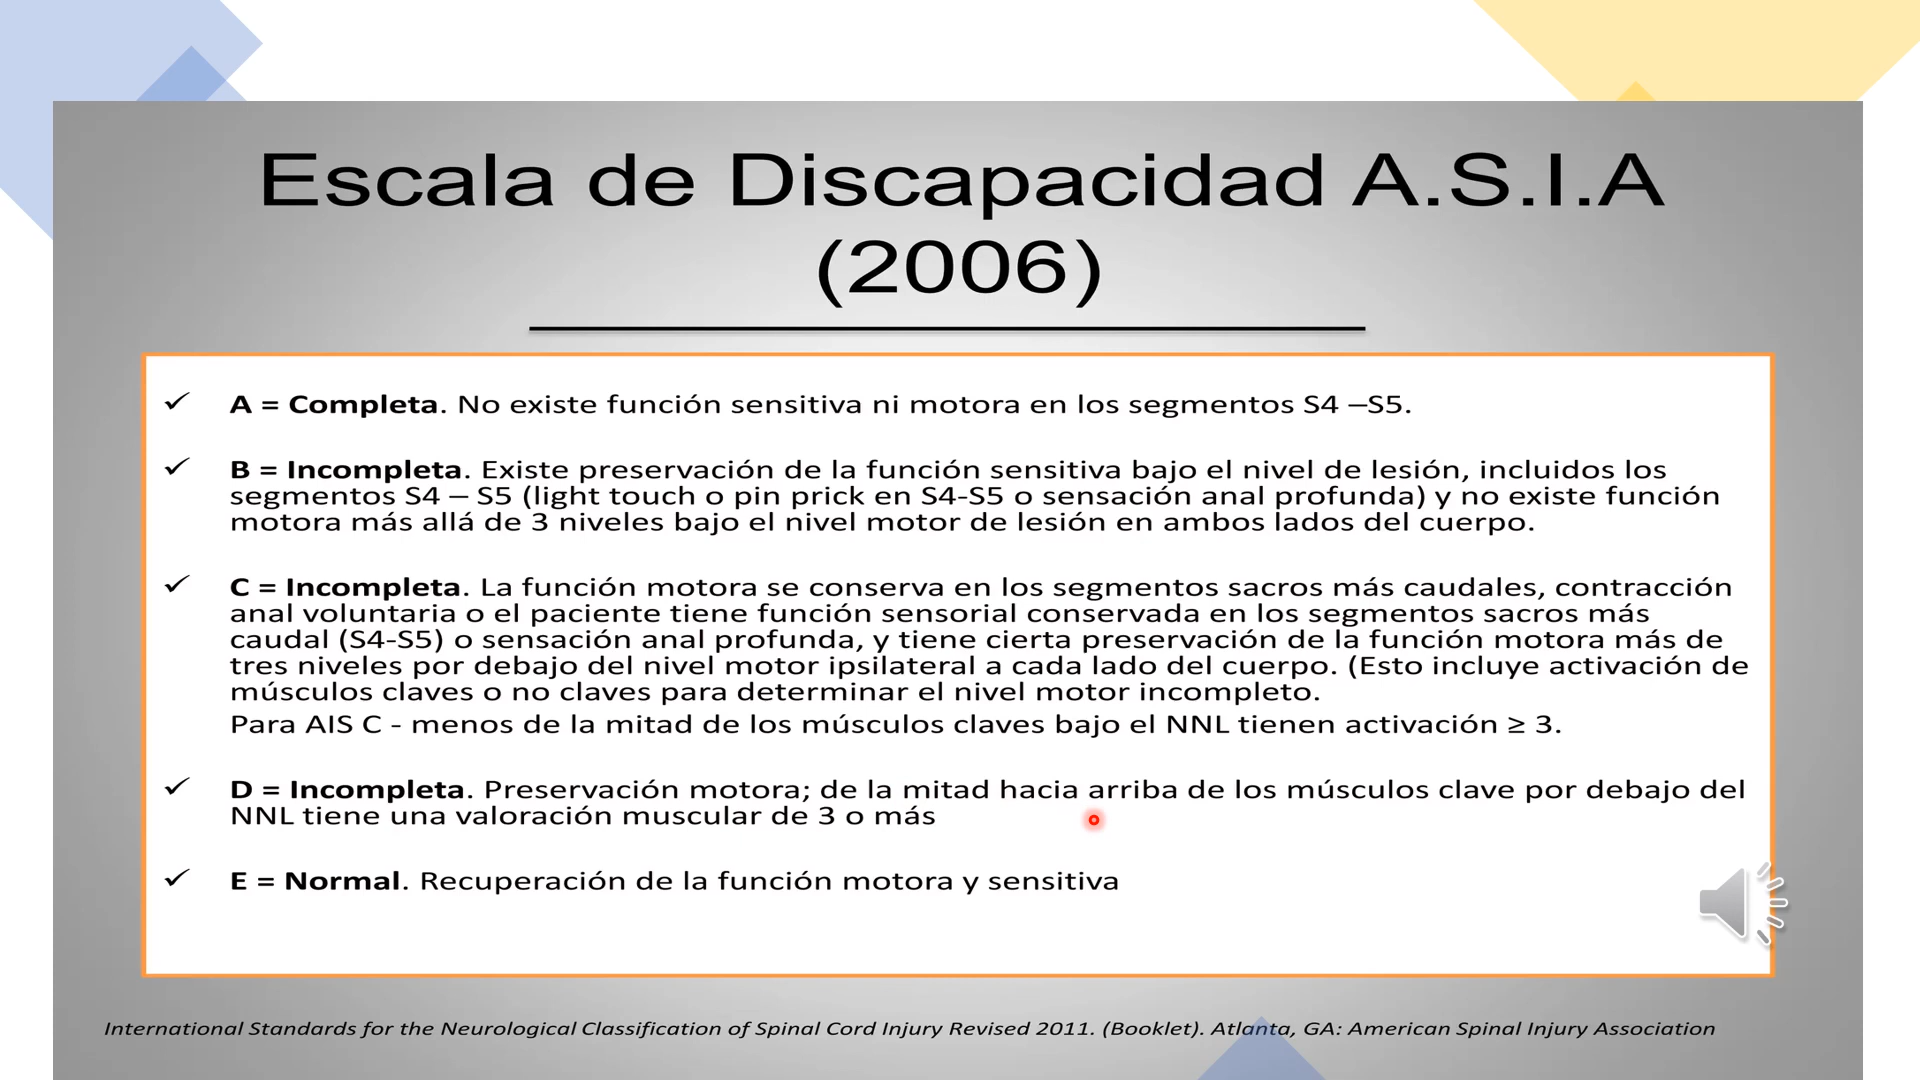 Escala de Discapacidad A.S.I.A
(2006)
A = Completa. No existe función sensitiva ni motora en los segmentos S4 –S5.
B = Incompleta. Existe preservación de la función sensitiva bajo el nivel de lesión, incluidos los
segmentos S4 – S5 (light touch o pin prick en S4-S5 o sensación anal profunda) y no existe función
motora más allá de 3 niveles bajo el nivel motor de lesión en ambos lados del cuerpo.
C = Incompleta. La función motora se conserva en los segmentos sacros más caudales, contracción
anal voluntaria o el paciente tiene función sensorial conservada en los segmentos sacros más
caudal (S4-S5) o sensación anal profunda, y tiene cierta preservación de la función motora más de
tres niveles por debajo del nivel motor ipsilateral a cada lado del cuerpo. (Esto incluye activación de
músculos claves o no claves para determinar el nivel motor incompleto.
Para AIS C - menos de la mitad de los músculos claves bajo el NNL tienen activación ≥ 3.
D = Incompleta. Preservación motora; de la mitad hacia arriba de los músculos clave por debajo del
NNL tiene una valoración muscular de 3 o más
E = Normal. Recuperación de la función motora y sensitiva
International Standards for the Neurological Classification of Spinal Cord Injury Revised 2011. (Booklet). Atlanta, GA: American Spinal Injury Association